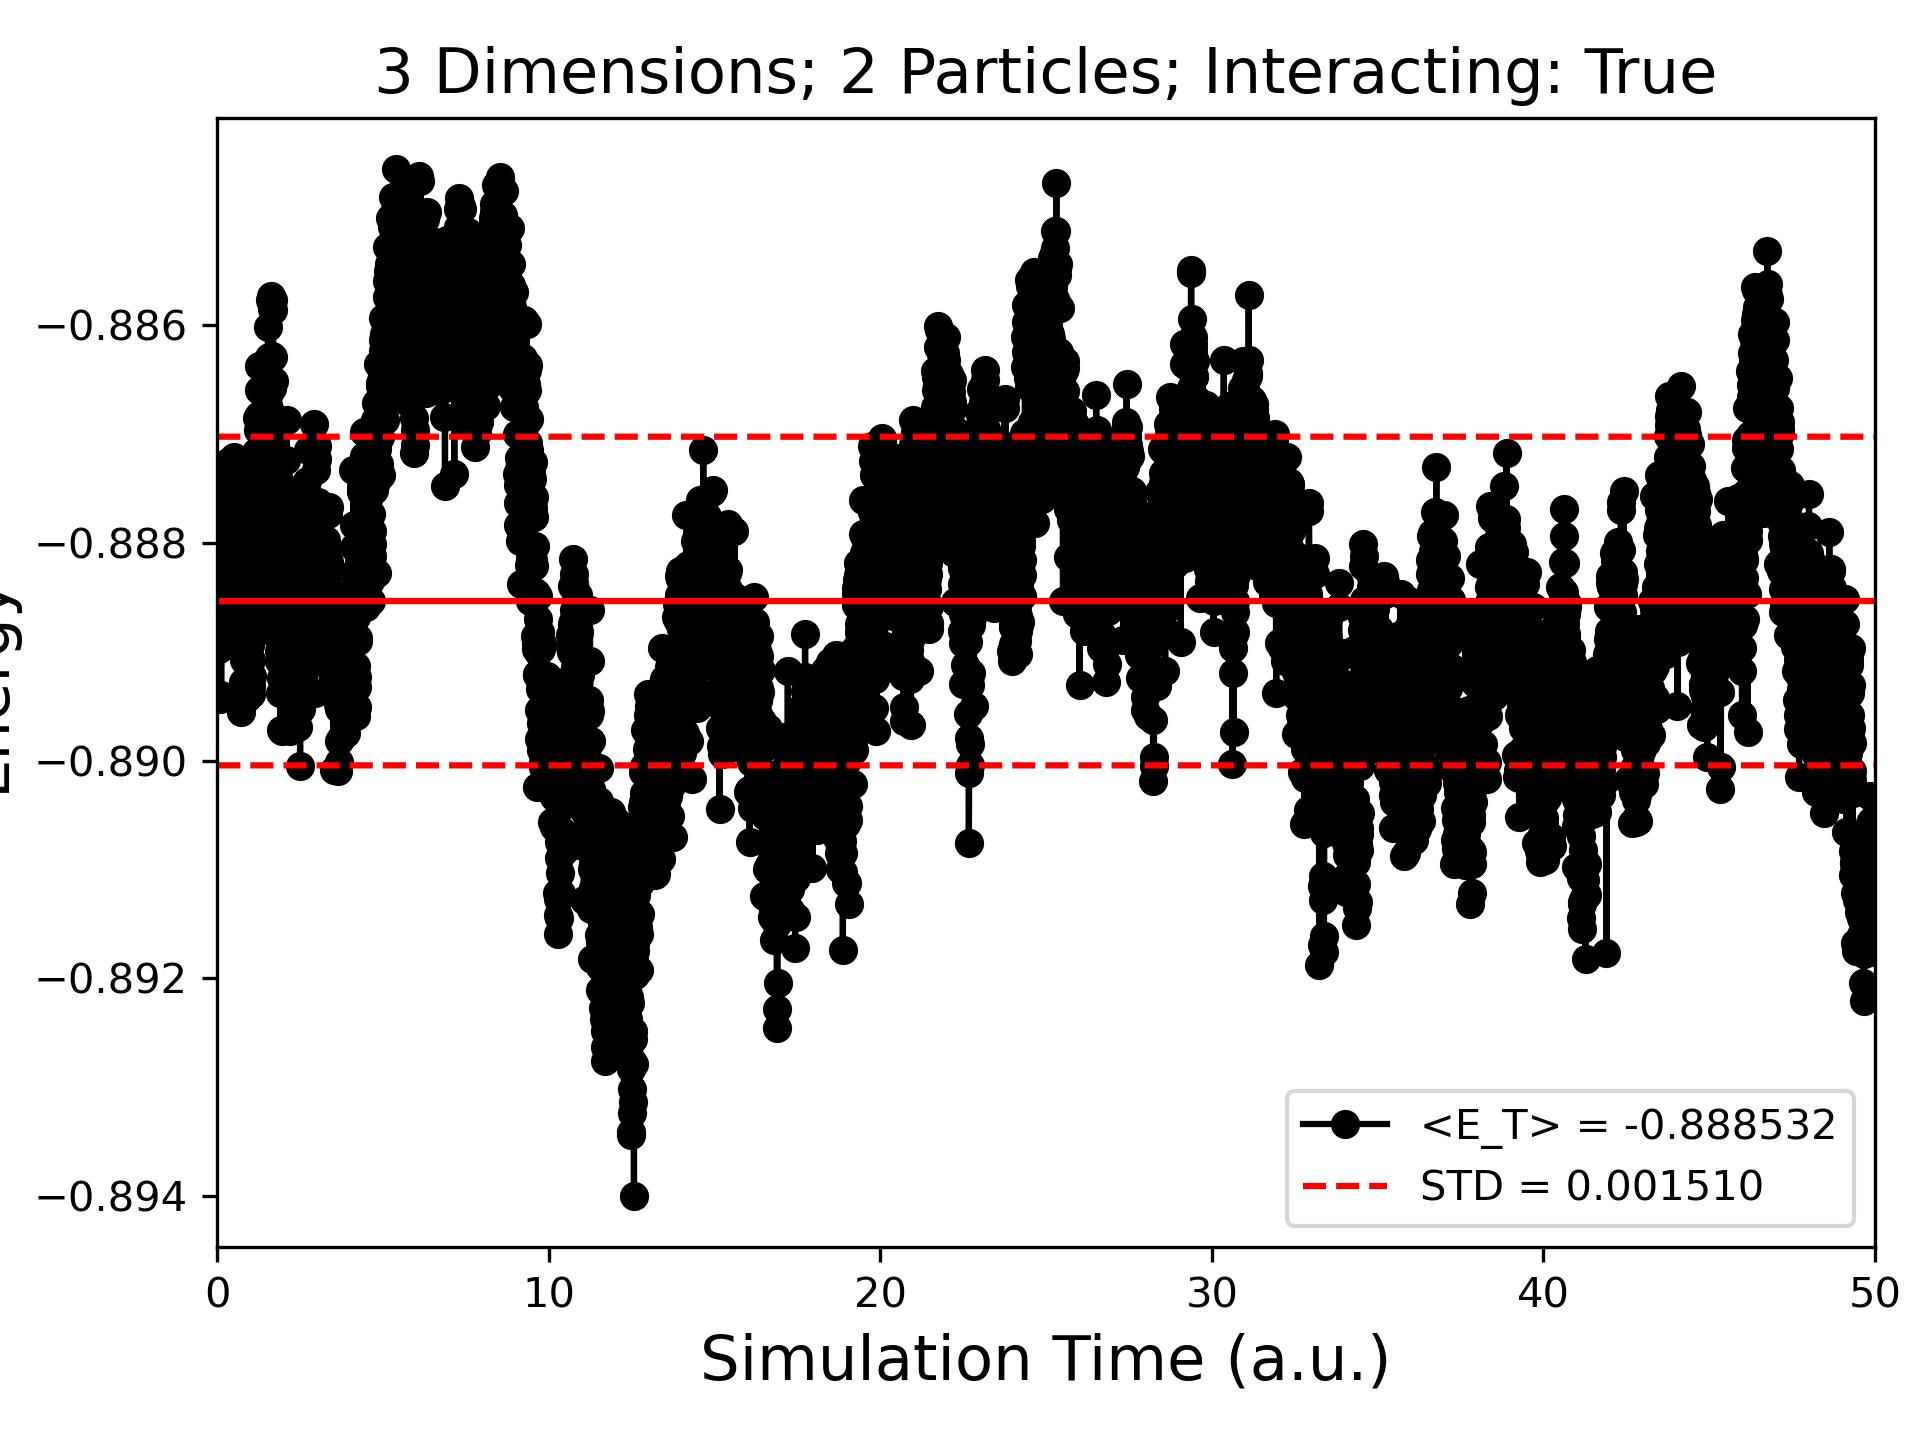 3 Dimensions; 2 Particles; Interacting: True
Energy
−0.886
−0.888
−0.890
−0.892
−0.894
<E_T> = -0.888532
STD = 0.001510
0 10 20 30 40 50
Simulation Time (a.u.)